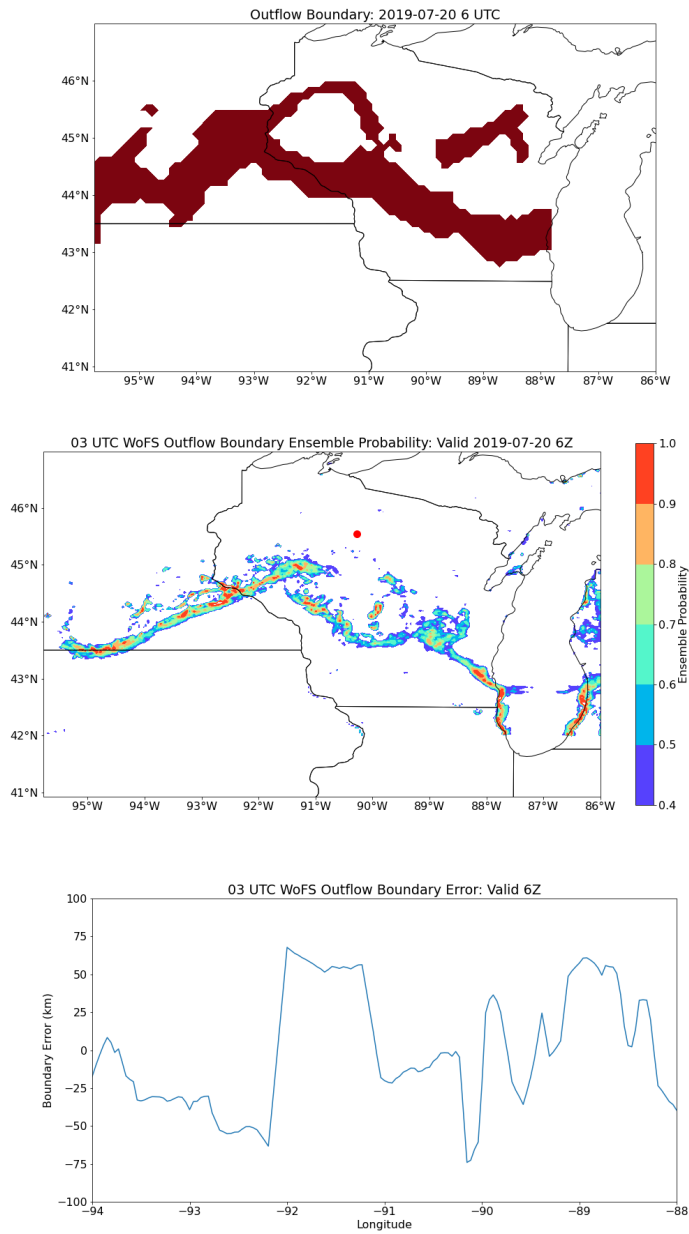 Outflow Boundary: 2019-07-20 6 UTC
46°N
45°N
44°N
43°N
42°N
41°N
95°W 94°W 93°W 92°W 91°W 90°W 89°W 88°W 87°W 86°W
03 UTC WoFS Outflow Boundary Ensemble Probability: Valid 2019-07-20 6Z
46°N
45°N
44°N
43°N
42°N
41°N
95°W 94°W 93°W 92°W 91°W 90°W 89°W 88°W 87°W 86°W
1.0
0.9
0.8
0.7
0.6
0.5
0.4
Ensemble Probability
03 UTC WoFS Outflow Boundary Error: Valid 6Z
100
75
50
25
0
−25
−50
−75
−100
Boundary Error (km)
−94 −93 −92 −91 −90 −89 −88
Longitude